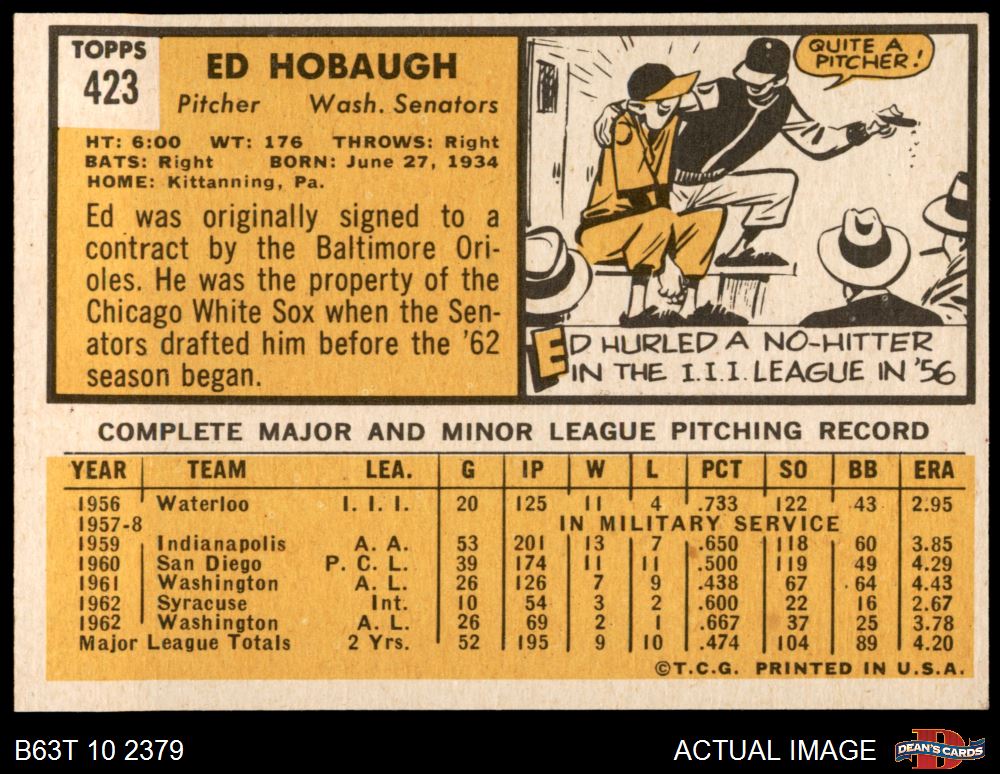 TOPPS
423
ED HOBAUGH
Pitcher Wash. Senators
HT: 6:00 WT: 176 THROWS: Right
BATS: Right BORN: June 27, 1934
HOME: Kittanning, Pa.
Ed was originally signed to a
contract by the Baltimore Ori-
oles. He was the property of the
Chicago White Sox when the Sen-
ators drafted him before the '62
season began.
QUITE A
PITCHER!
ED HURLED A NO-HITTER
IN THE I.I.I. LEAGUE IN '56
COMPLETE MAJOR AND MINOR LEAGUE PITCHING RECORD
YEAR TEAM LEA. G IP W L PCT SO BB ERA
1956 Waterloo I. I. I. 20 125 11 4 .733 122 43 2.95
1957-8 IN MILITARY SERVICE
1959 Indianapolis A. A. 53 201 13 7 .650 118 60 3.85
1960 San Diego P. C. L. 39 174 11 11 .500 119 49 4.29
1961 Washington A. L. 26 126 7 9 .438 67 64 4.43
1962 Syracuse Int. 10 54 3 2 .600 22 16 2.67
1962 Washington A. L. 26 69 2 1 .667 37 25 3.78
Major League Totals 2 Yrs. 52 195 9 10 .474 104 89 4.20
©T.C.G. PRINTED IN U.S.A.
B63T 10 2379
ACTUAL IMAGE
D
DEAN'S CARDS